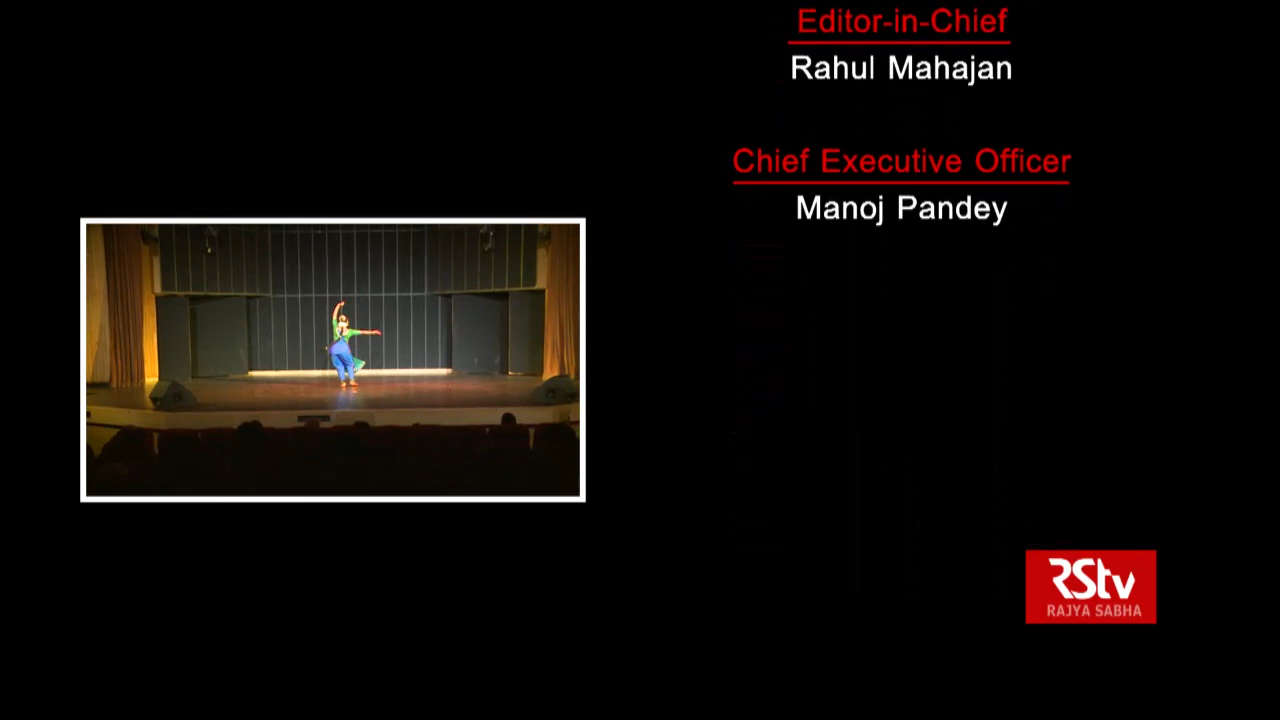 Editor-in-Chief
Rahul Mahajan
Chief Executive Officer
Manoj Pandey
RStv
RAJYA SABHA